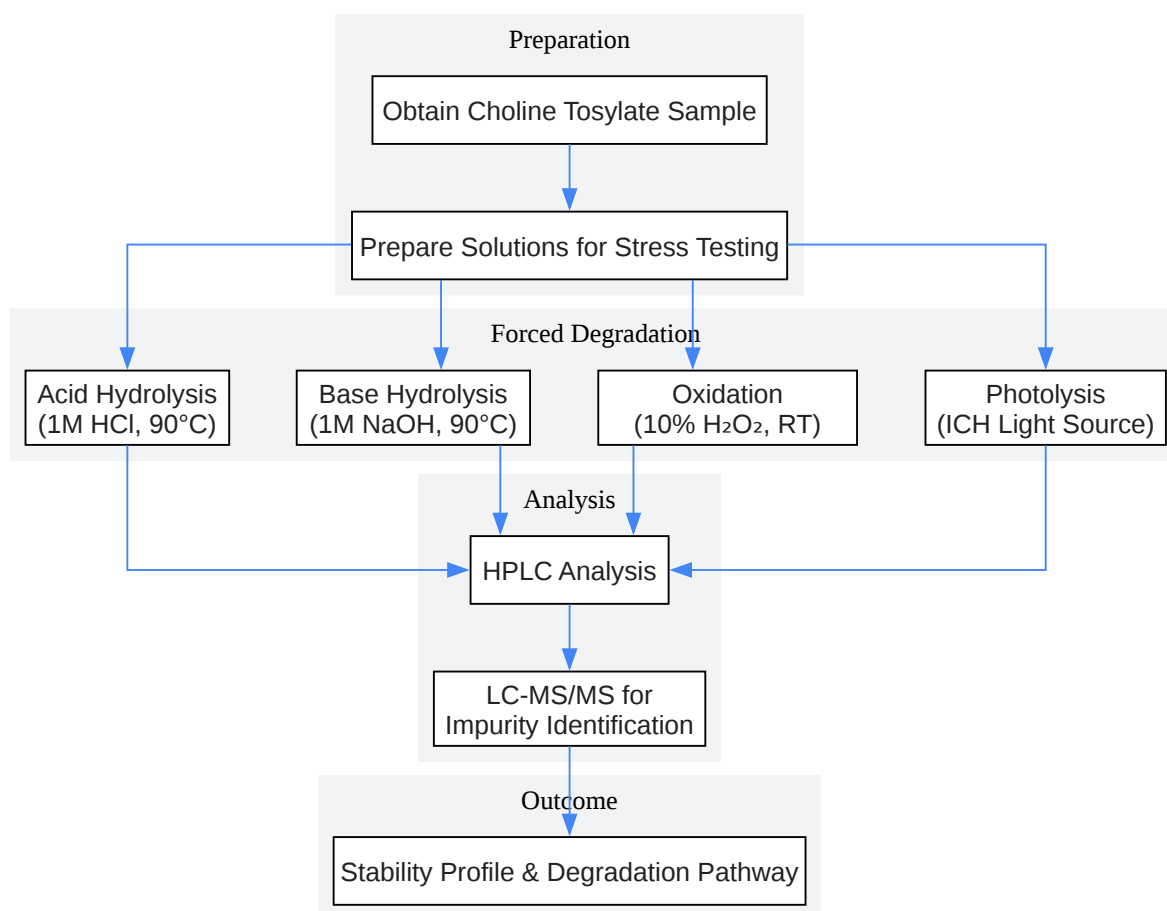 Preparation
Obtain Choline Tosylate Sample
Prepare Solutions for Stress Testing
Forced Degradation
Acid Hydrolysis
(1M HCl, 90°C)
Base Hydrolysis
(1M NaOH, 90°C)
Oxidation
(10% H₂O₂, RT)
Photolysis
(ICH Light Source)
Analysis
HPLC Analysis
LC-MS/MS for
Impurity Identification
Outcome
Stability Profile & Degradation Pathway